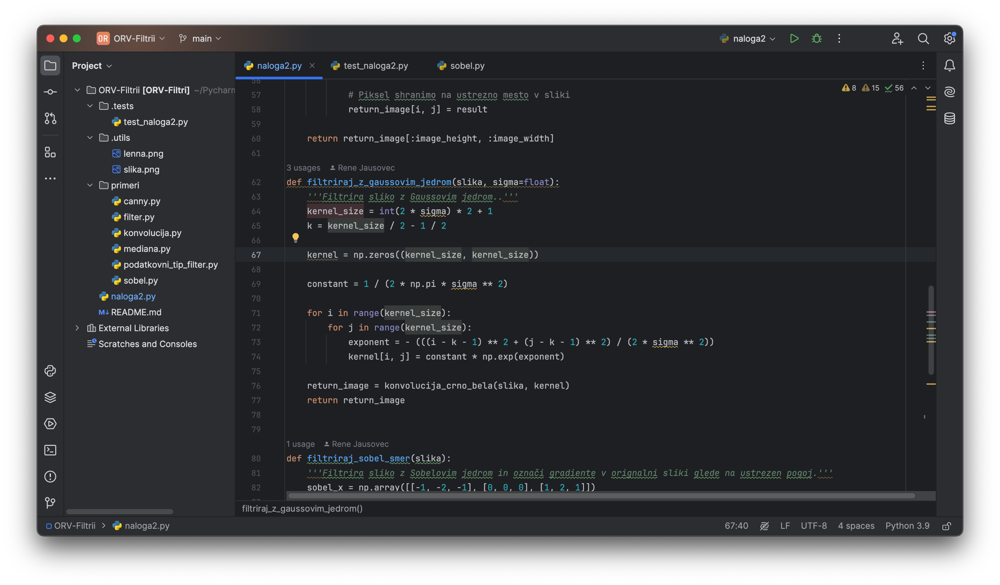 OR ORV-Filtrii main naloga2
Project
naloga2.py test_naloga2.py sobel.py
ORV-Filtrii [ORV-Filtri] ~/Pycharm
.tests
test_naloga2.py
.utils
lenna.png
slika.png
primeri
canny.py
filter.py
konvolucija.py
mediana.py
podatkovni_tip_filter.py
sobel.py
naloga2.py
M↓ README.md
External Libraries
Scratches and Consoles
8 15 56
56
57 # Piksel shranimo na ustrezno mesto v sliki
58 return_image[i, j] = result
59
60 return return_image[:image_height, :image_width]
61
3 usages Rene Jausovec
62 def filtriraj_z_gaussovim_jedrom(slika, sigma=float):
63 '''Filtrira sliko z Gaussovim jedrom..'''
64 kernel_size = int(2 * sigma) * 2 + 1
65 k = kernel_size / 2 - 1 / 2
66
67 kernel = np.zeros((kernel_size, kernel_size))
68
69 constant = 1 / (2 * np.pi * sigma ** 2)
70
71 for i in range(kernel_size):
72 for j in range(kernel_size):
73 exponent = - (((i - k - 1) ** 2 + (j - k - 1) ** 2) / (2 * sigma ** 2))
74 kernel[i, j] = constant * np.exp(exponent)
75
76 return_image = konvolucija_crno_bela(slika, kernel)
77 return return_image
78
79
1 usage Rene Jausovec
80 def filtriraj_sobel_smer(slika):
81 '''Filtrira sliko z Sobelovim jedrom in označi gradiente v orignalni sliki glede na ustrezen pogoj.'''
82 sobel_x = np.array([[-1, -2, -1], [0, 0, 0], [1, 2, 1]])
filtriraj_z_gaussovim_jedrom()
ORV-Filtrii > naloga2.py
67:40 LF UTF-8 4 spaces Python 3.9